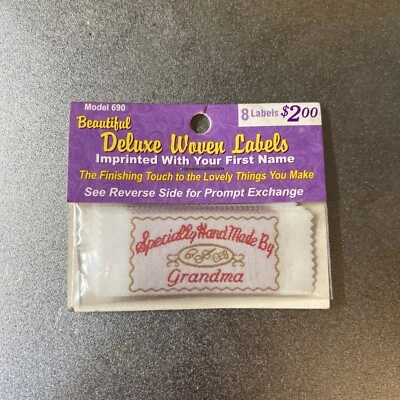 Model 690
8 Labels $2.00
Beautiful
Deluxe Woven Labels
Imprinted With Your First Name
The Finishing Touch to the Lovely Things You Make
See Reverse Side for Prompt Exchange
Specially Hand Made By
Grandma